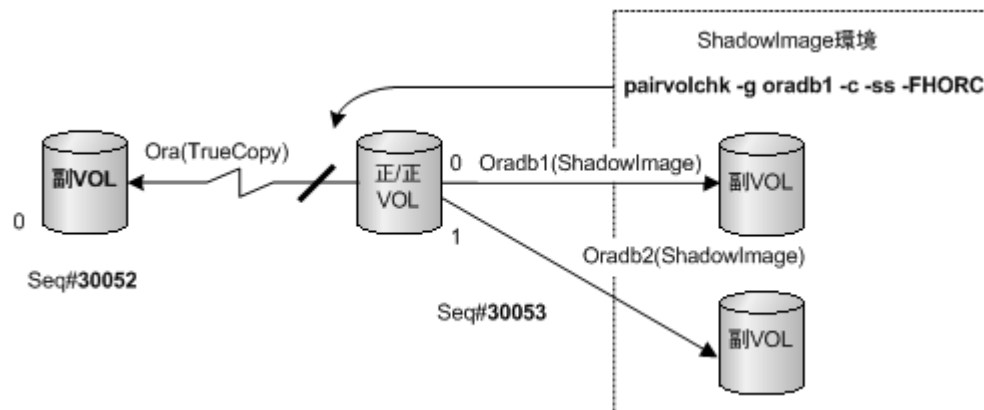 ShadowImage環境
pairvolchk -g oradb1 -c -ss -FHORC
Ora(TrueCopy)
副VOL
0
正/正
VOL
0
Oradb1(ShadowImage)
副VOL
1
Oradb2(ShadowImage)
Seq#30052
Seq#30053
副VOL